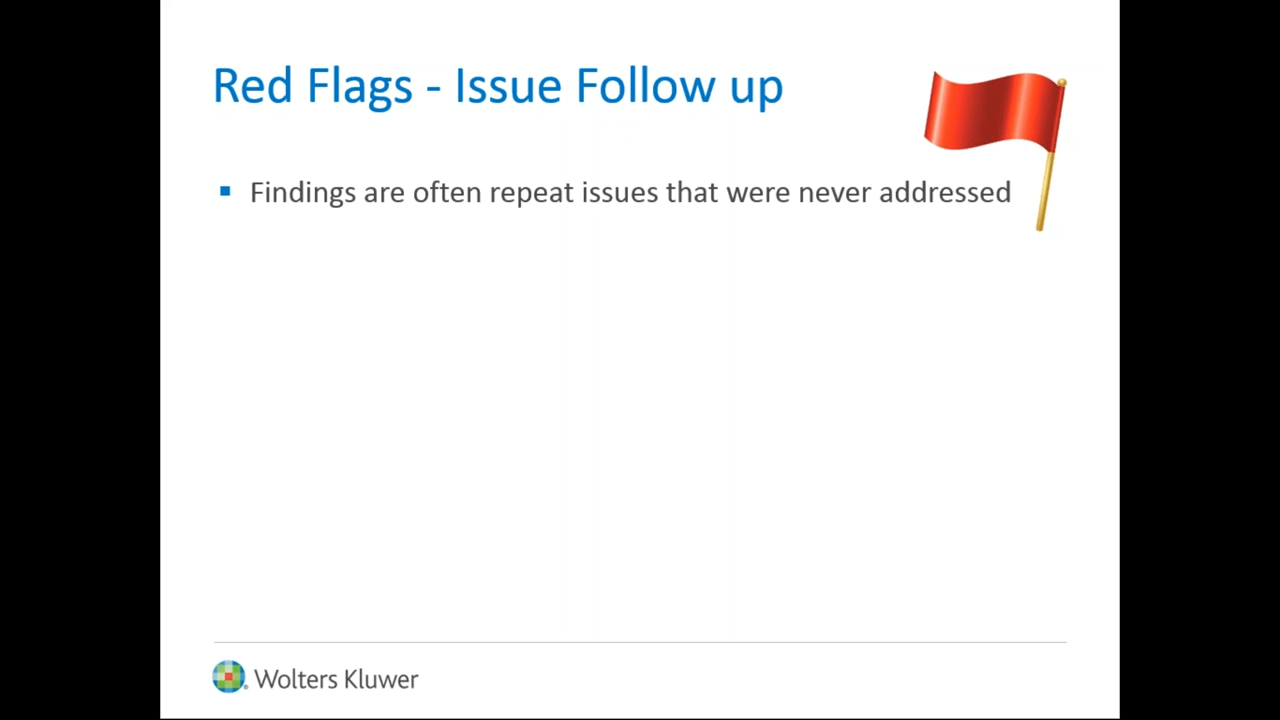 Red Flags - Issue Follow up
Findings are often repeat issues that were never addressed
Wolters Kluwer